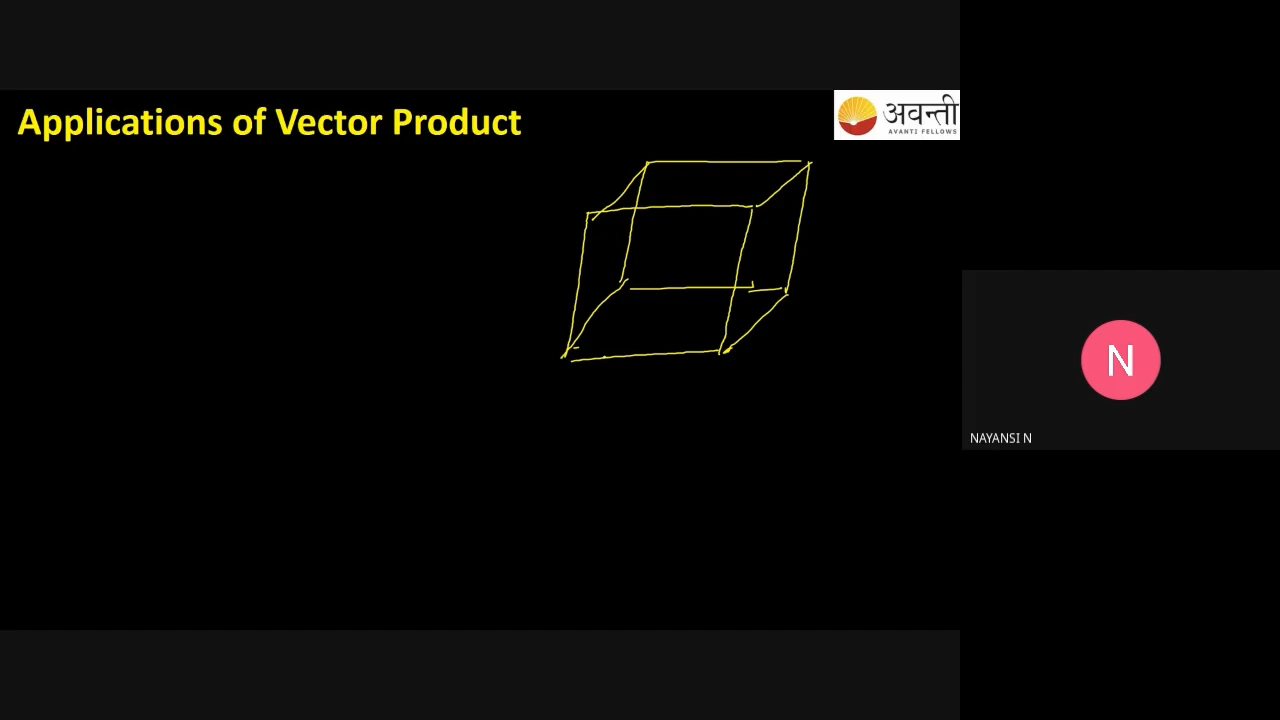 Applications of Vector Product
अवन्ती
AVANTI FELLOWS
N
NAYANSI N